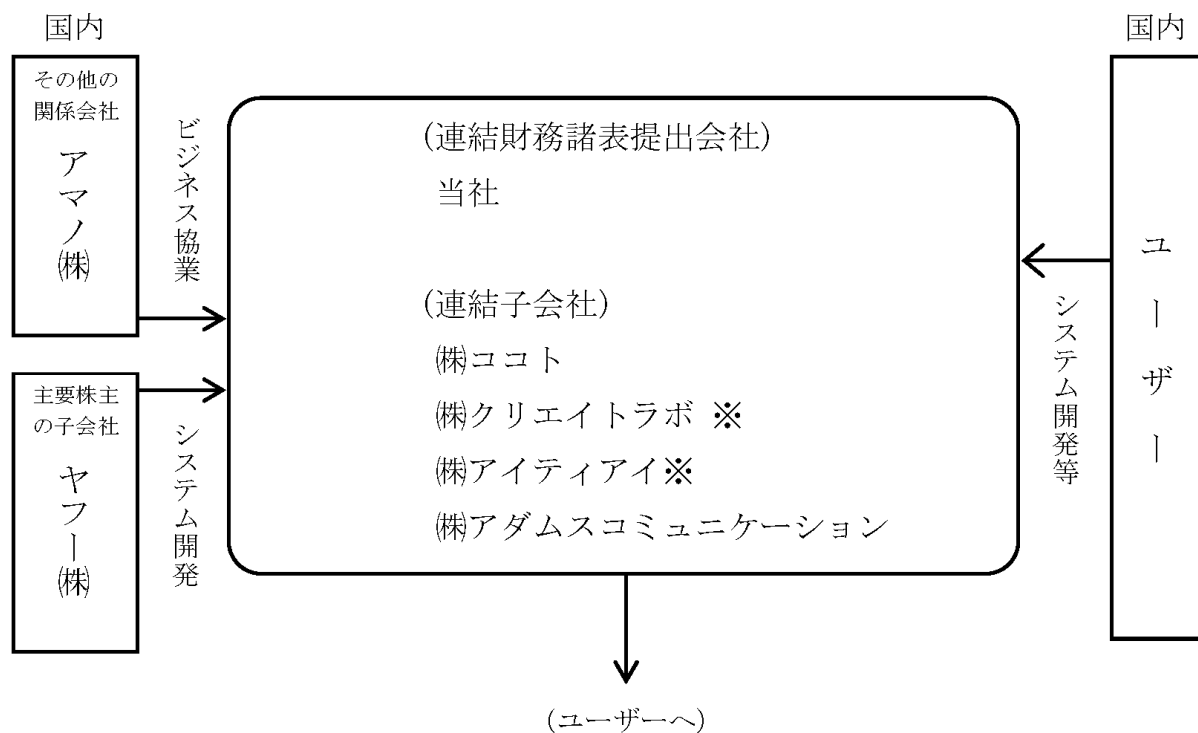 国内
その他の
関係会社
アマノ㈱
ビジネス協業
主要株主
の子会社
ヤフー㈱
システム開発
(連結財務諸表提出会社)
当社
(連結子会社)
㈱ココト
㈱クリエイトラボ ※
㈱アイティアイ※
㈱アダムスコミュニケーション
(ユーザーへ)
システム開発等
国内
ユーザー